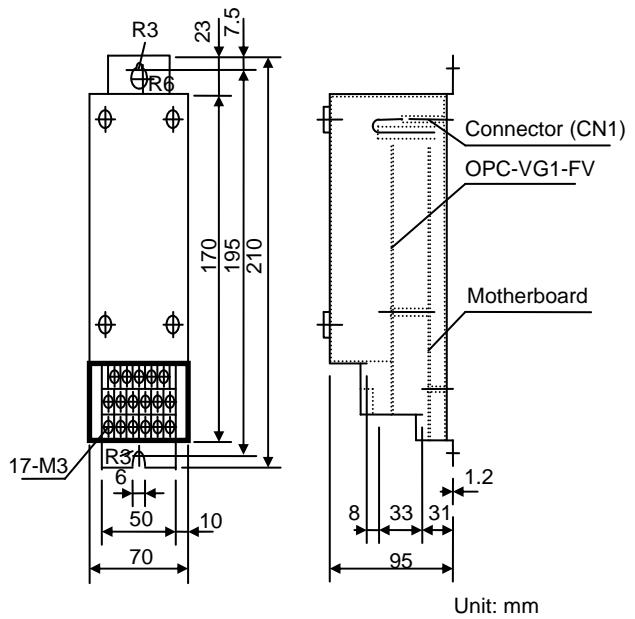 R3
23
7.5
R6
170
195
210
17-M3
R3
6
50
10
70
Connector (CN1)
OPC-VG1-FV
Motherboard
1.2
8
33
31
95
Unit: mm